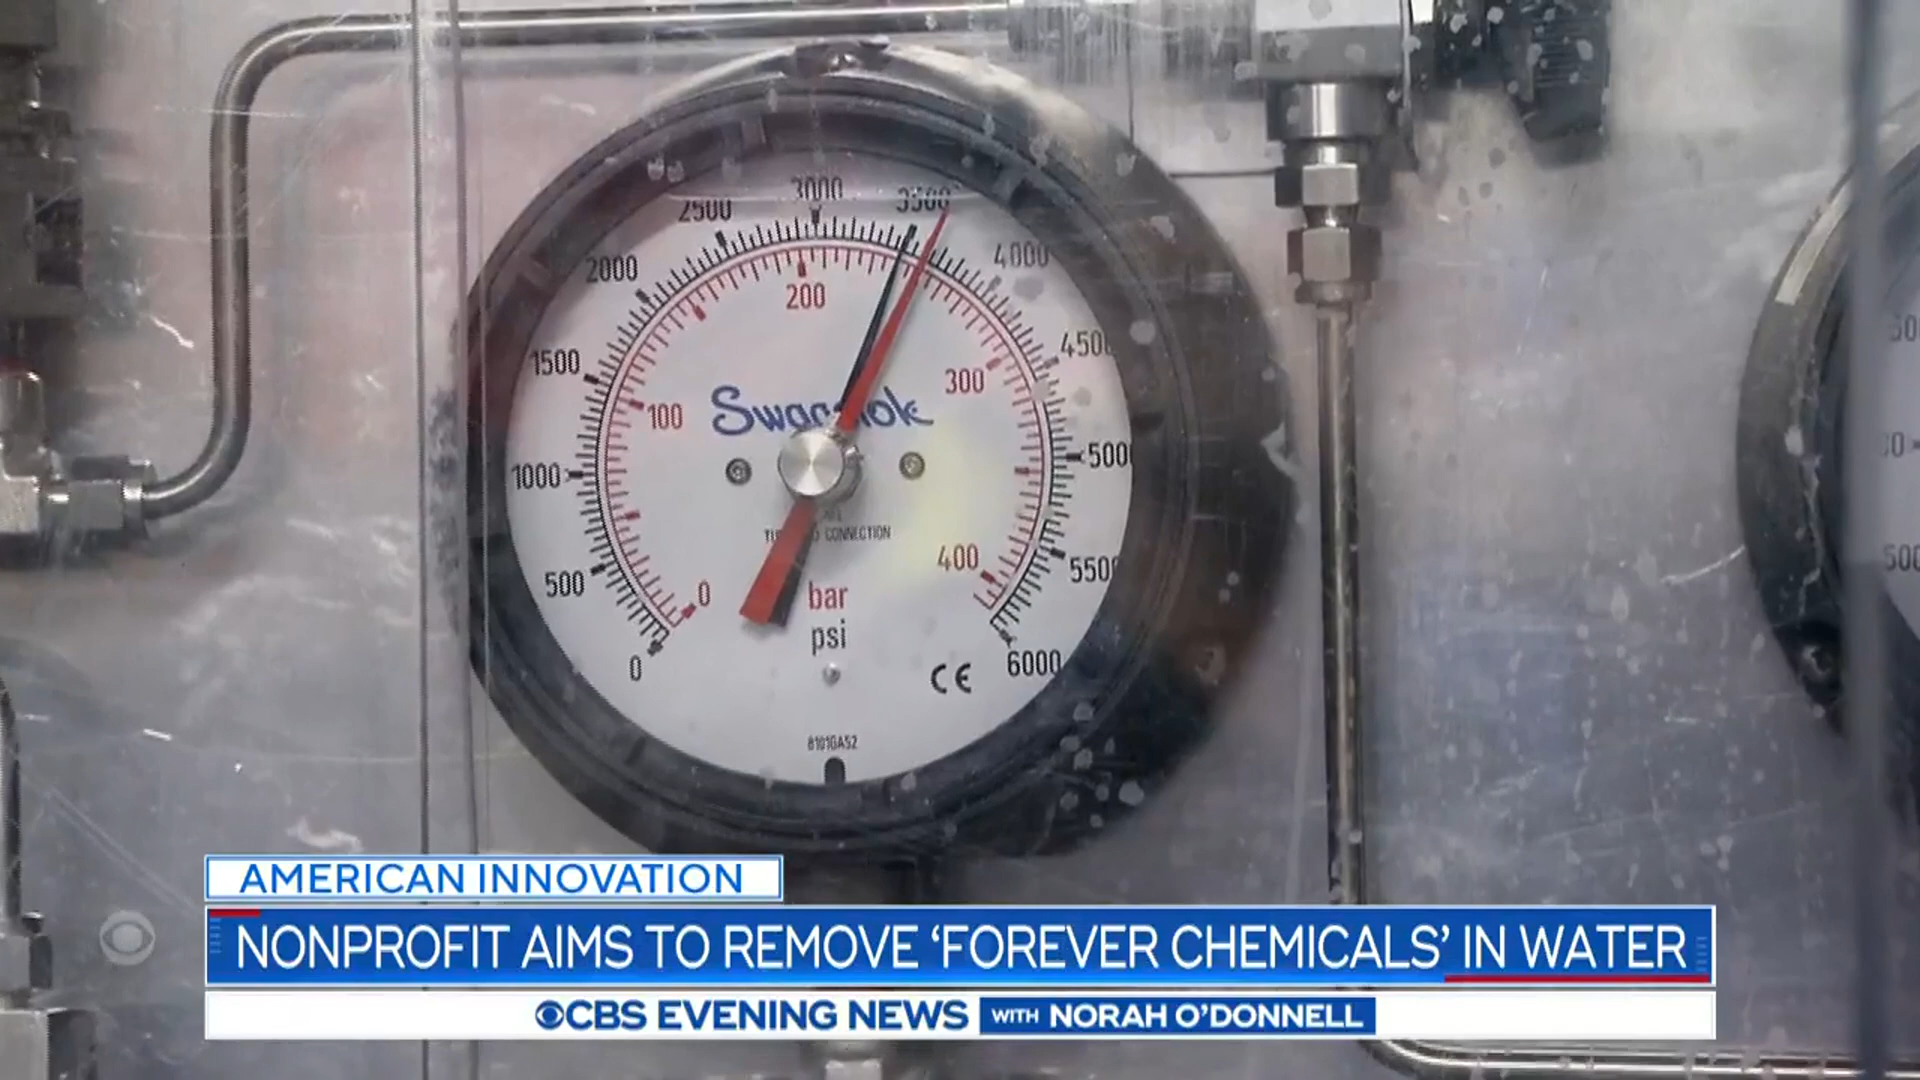 3000
3500
2500
2000
4000
200
1500
4500
300
100
Swagelok
1000
5000
CONNECTION
400
500
5500
0
bar
psi
0
6000
CE
AMERICAN INNOVATION
NONPROFIT AIMS TO REMOVE ‘FOREVER CHEMICALS’ IN WATER
CBS EVENING NEWS WITH NORAH O’DONNELL